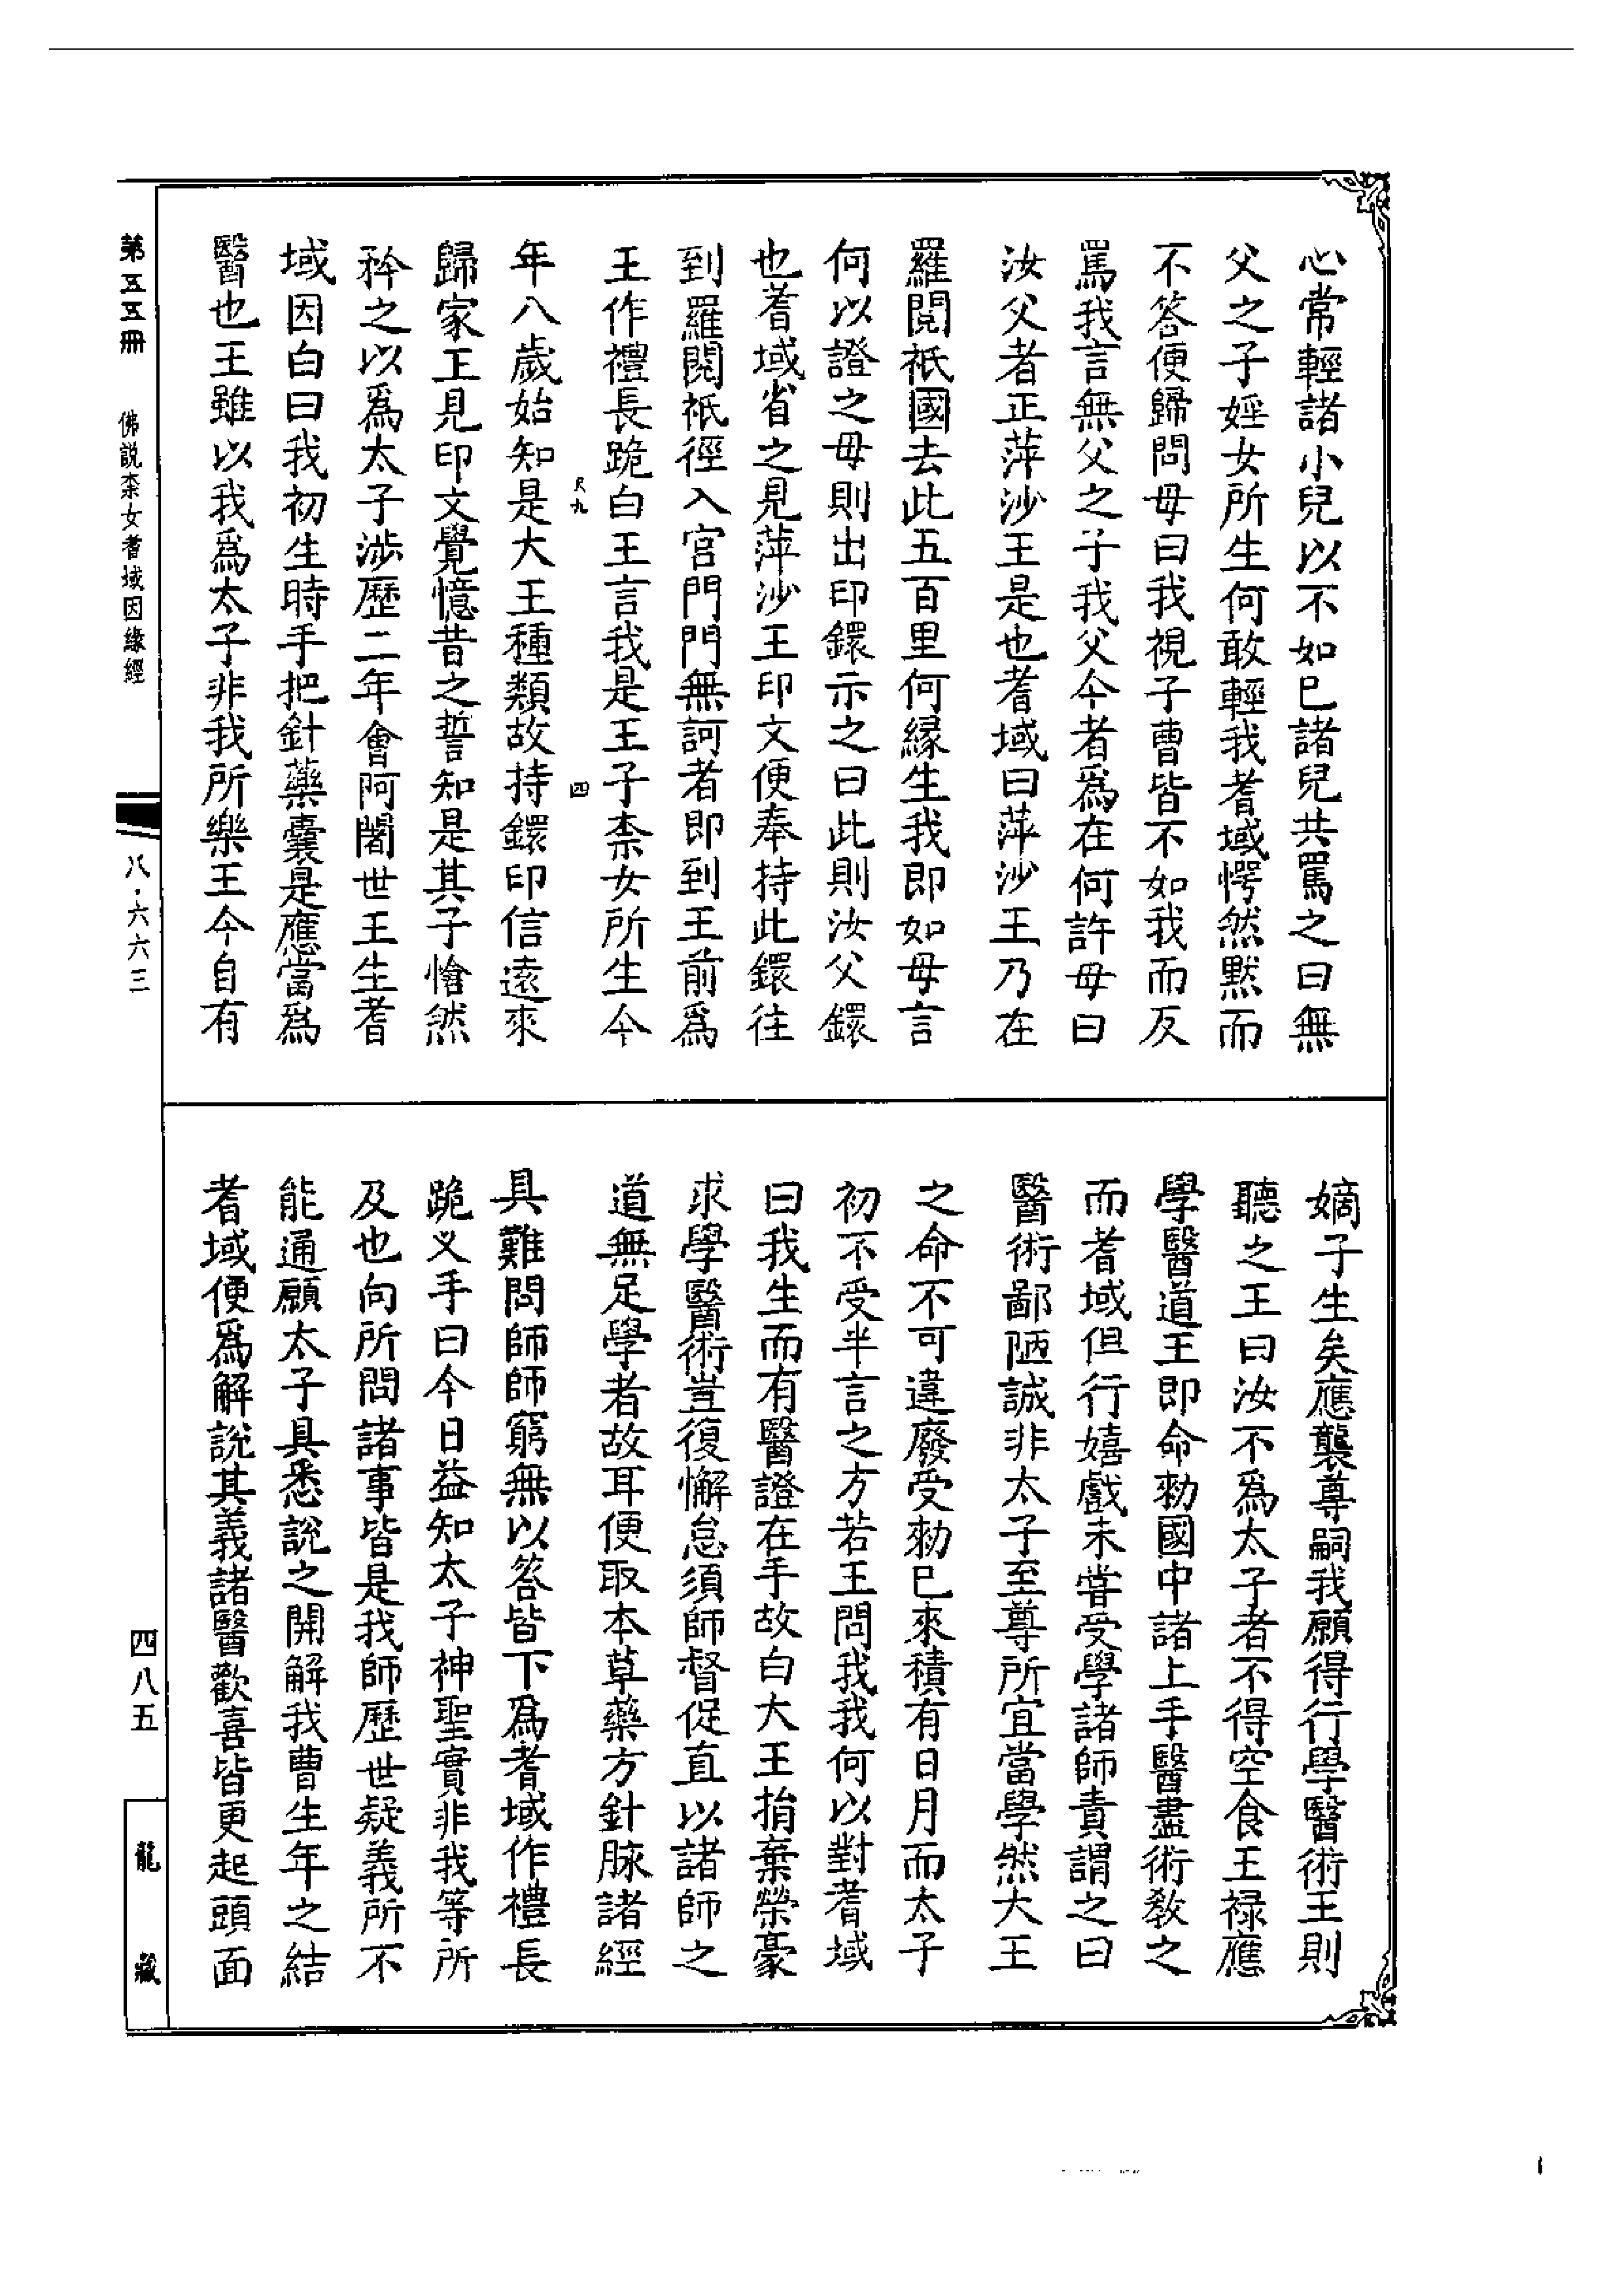 心常輕諸小兒以不如已諸兒共罵之曰無
父之子婬女所生何敢輕我耆域愕然默而
不答便歸問母曰我視子曹皆不如我而反
罵我言無父之子我父今者爲在何許母曰
汝父者正萍沙王是也耆域曰萍沙王乃在
羅閱祇國去此五百里何緣生我即如母言
何以證之母則出印鐶示之曰此則汝父鐶
也耆域省之見萍沙王印文便奉持此鐶往
到羅閱祇徑入宮門門無訶者即到王前爲
王作禮長跪白王言我是王子柰女所生今
尺九
四
年八歲始知是大王種類故持鐶印信遠來
歸家王見印文覺憶昔之誓知是其子愴然
矜之以爲太子涉歷二年會阿闍世王生耆
域因白曰我初生時手把針藥囊是應當爲
醫也王雖以我爲太子非我所樂王今自有
嫡子生矣應襲尊嗣我願得行學醫術王則
聽之王曰汝不爲太子者不得空食王祿應
學醫道王即命勑國中諸上手醫盡術教之
而耆域但行嬉戲未嘗受學諸師責謂之曰
醫術鄙陋誠非太子至尊所宜當學然大王
之命不可違廢受勑已來積有日月而太子
初不受半言之方若王問我我何以對耆域
曰我生而有醫證在手故白大王捐棄榮豪
求學醫術豈復懈怠須師督促直以諸師之
道無足學者故耳便取本草藥方針脉諸經
具難問師師窮無以答皆下爲耆域作禮長
跪叉手曰今日益知太子神聖實非我等所
及也向所問諸事皆是我師歷世疑義所不
能通願太子具悉說之開解我曹生年之結
耆域便爲解說其義諸醫歡喜皆更起頭面
第五五冊
佛説柰女耆域因緣經
八·六六三
四八五
龍藏